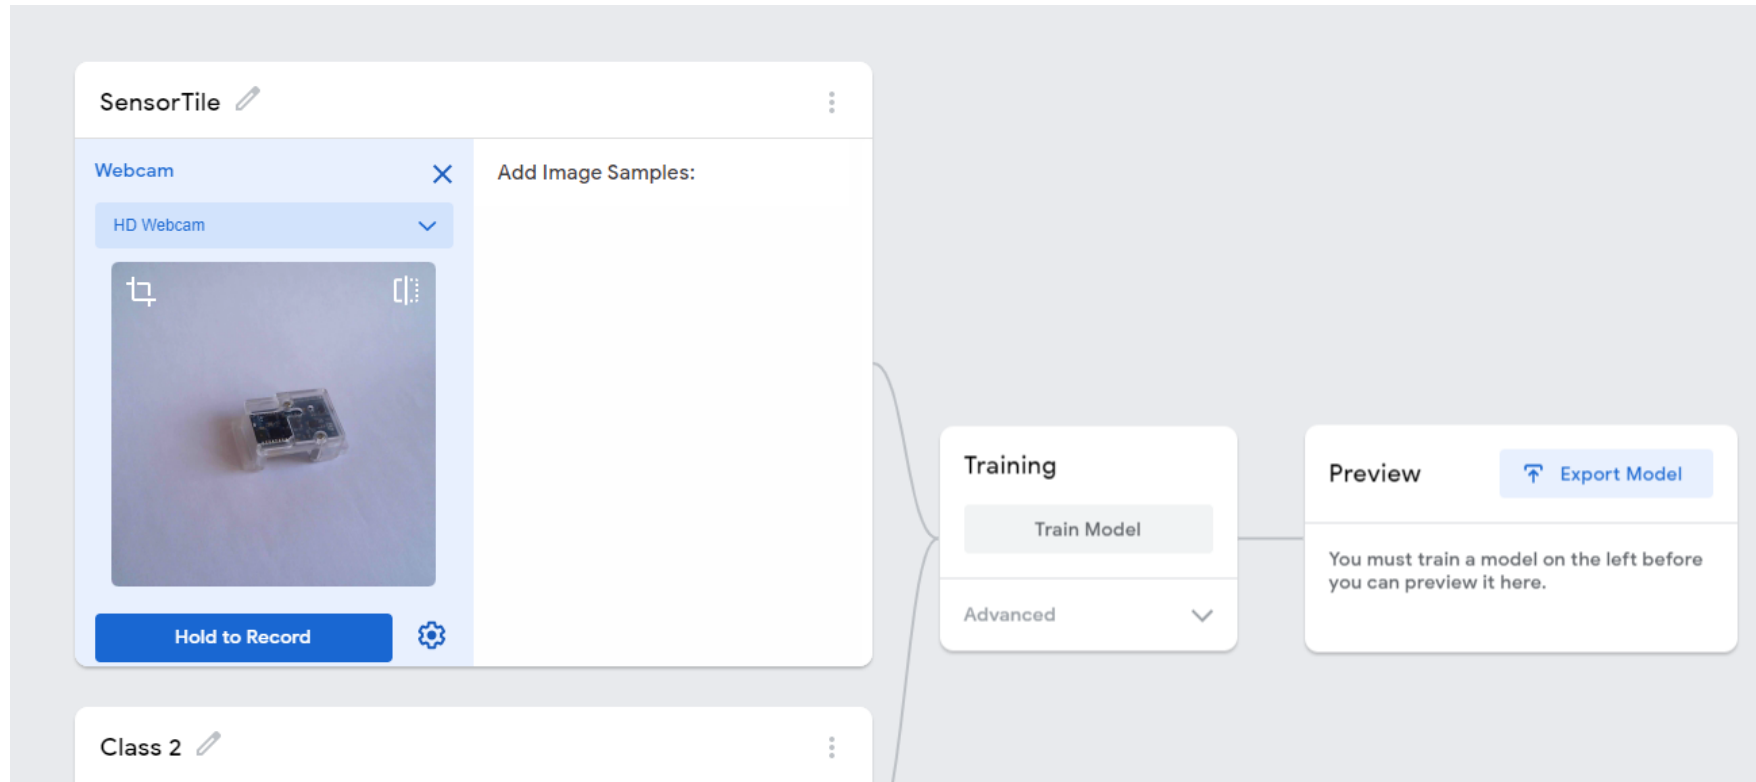 SensorTile
Webcam
HD Webcam
Hold to Record
Add Image Samples:
Class 2
Training
Train Model
Advanced
Preview
Export Model
You must train a model on the left before
you can preview it here.